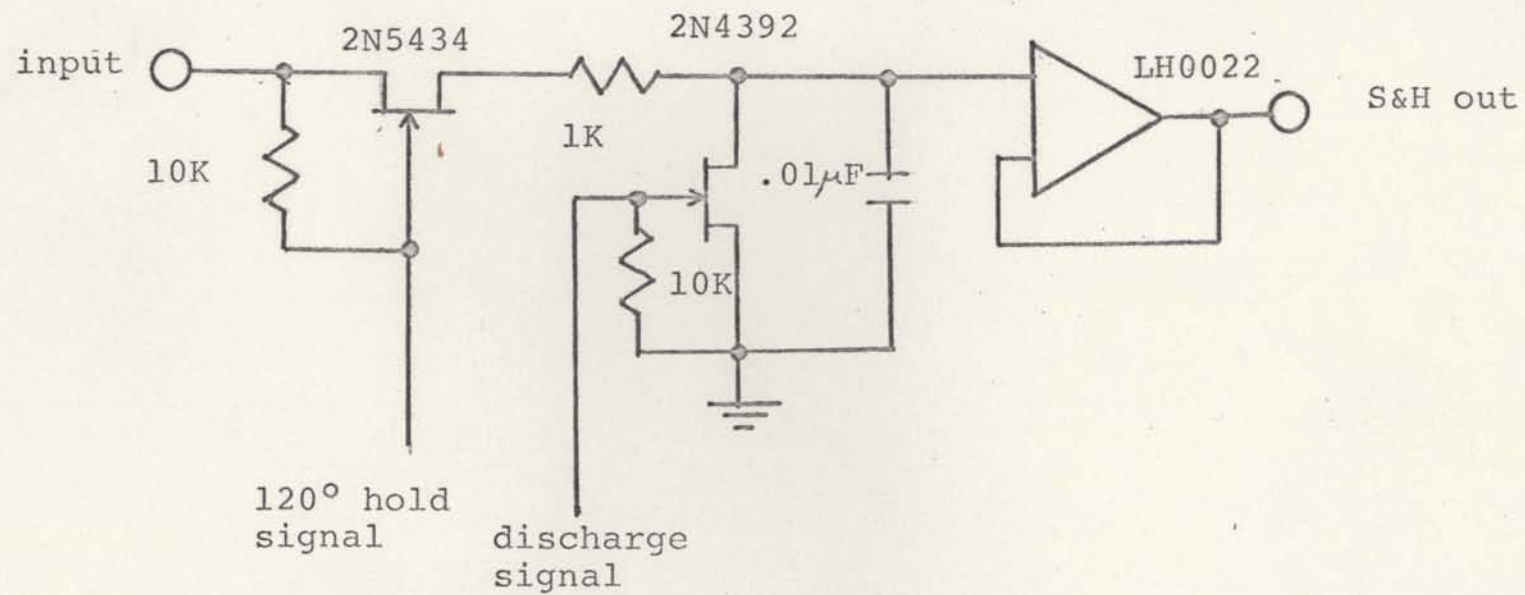 2N5434
2N4392
input
LH0022
S&H out
1K
10K
.01μF
10K
120° hold
signal
discharge
signal